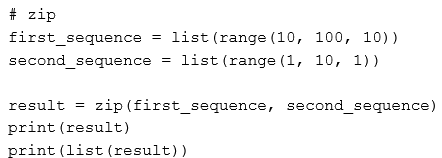 # zip
first_sequence = list(range(10, 100, 10))
second_sequence = list(range(1, 10, 1))
result = zip(first_sequence, second_sequence)
print(result)
print(list(result))